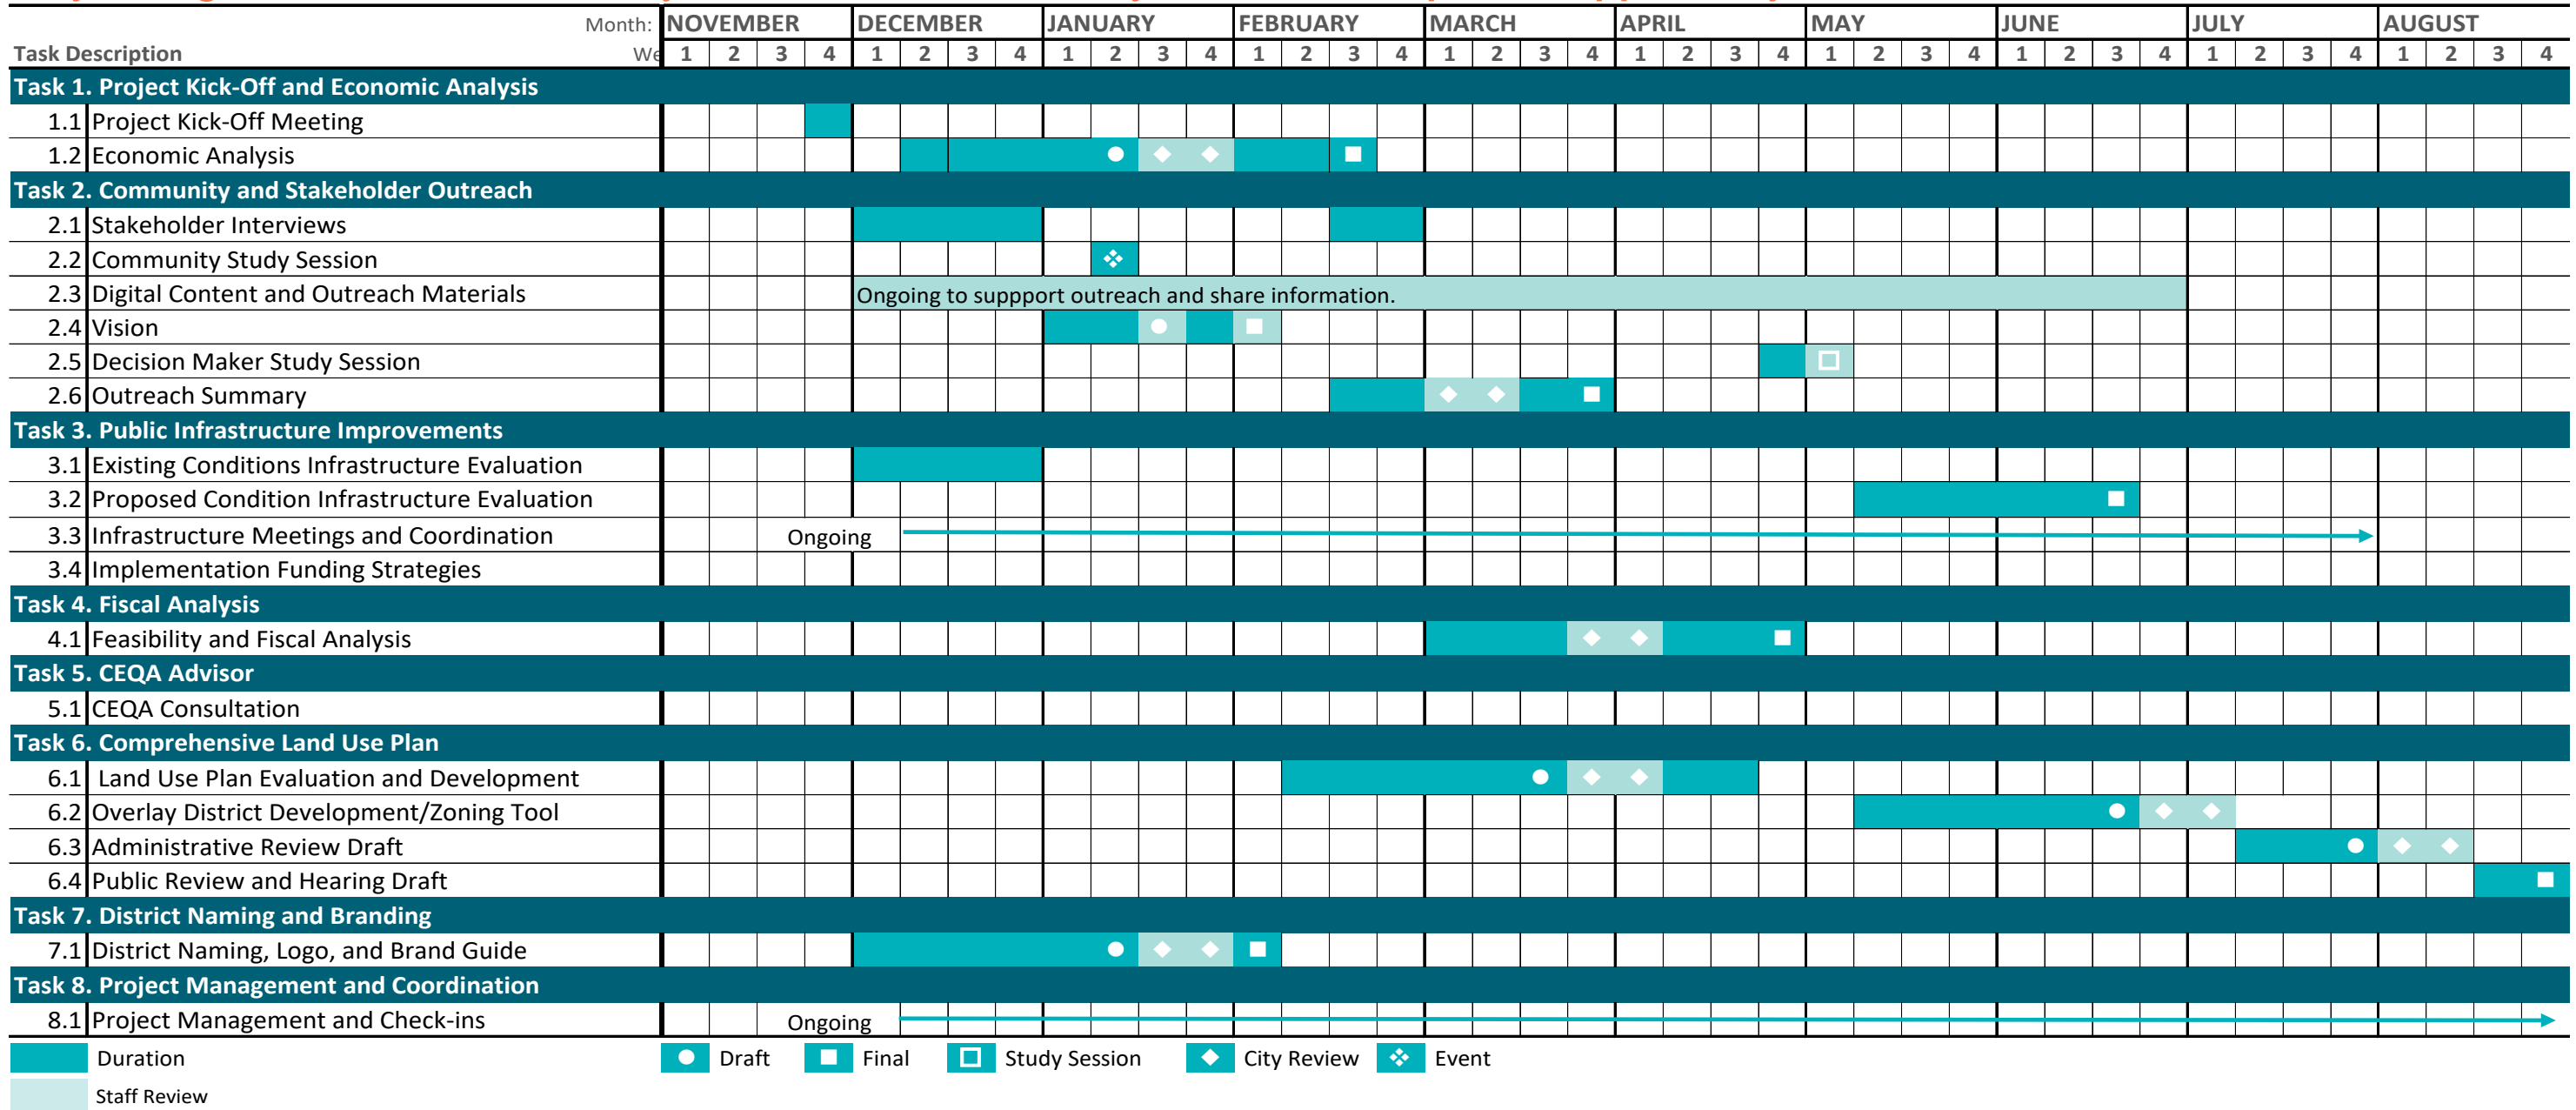 Month: NOVEMBER DECEMBER JANUARY FEBRUARY MARCH APRIL MAY JUNE JULY AUGUST
Task Description We 1 2 3 4 1 2 3 4 1 2 3 4 1 2 3 4 1 2 3 4 1 2 3 4 1 2 3 4 1 2 3 4 1 2 3 4 1 2 3 4
Task 1. Project Kick-Off and Economic Analysis
1.1 Project Kick-Off Meeting
1.2 Economic Analysis
Task 2. Community and Stakeholder Outreach
2.1 Stakeholder Interviews
2.2 Community Study Session
2.3 Digital Content and Outreach Materials Ongoing to suppport outreach and share information.
2.4 Vision
2.5 Decision Maker Study Session
2.6 Outreach Summary
Task 3. Public Infrastructure Improvements
3.1 Existing Conditions Infrastructure Evaluation
3.2 Proposed Condition Infrastructure Evaluation
3.3 Infrastructure Meetings and Coordination Ongoing
3.4 Implementation Funding Strategies
Task 4. Fiscal Analysis
4.1 Feasibility and Fiscal Analysis
Task 5. CEQA Advisor
5.1 CEQA Consultation
Task 6. Comprehensive Land Use Plan
6.1 Land Use Plan Evaluation and Development
6.2 Overlay District Development/Zoning Tool
6.3 Administrative Review Draft
6.4 Public Review and Hearing Draft
Task 7. District Naming and Branding
7.1 District Naming, Logo, and Brand Guide
Task 8. Project Management and Coordination
8.1 Project Management and Check-ins Ongoing
Duration Draft Final Study Session City Review Event
Staff Review